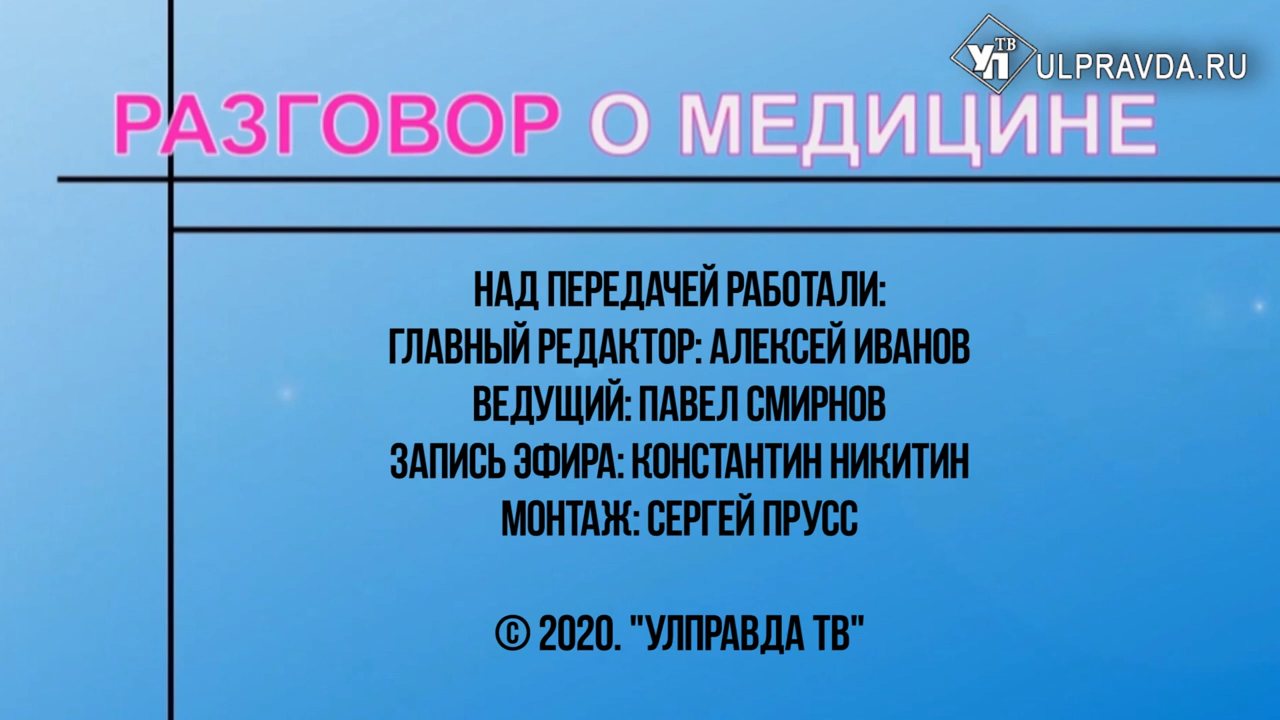 УП ТВ ULPRAVDA.RU
РАЗГОВОР О МЕДИЦИНЕ
НАД ПЕРЕДАЧЕЙ РАБОТАЛИ:
ГЛАВНЫЙ РЕДАКТОР: АЛЕКСЕЙ ИВАНОВ
ВЕДУЩИЙ: ПАВЕЛ СМИРНОВ
ЗАПИСЬ ЭФИРА: КОНСТАНТИН НИКИТИН
МОНТАЖ: СЕРГЕЙ ПРУСС
© 2020. "УЛПРАВДА ТВ"